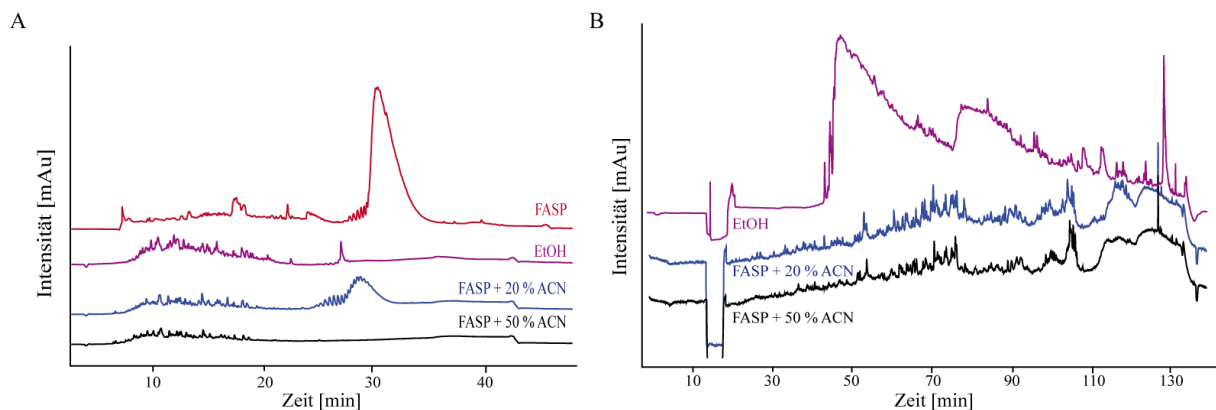 A
Intensität [mAu]
FASP
EtOH
FASP + 20 % ACN
FASP + 50 % ACN
10 20 30 40
Zeit [min]
B
Intensität [mAu]
EtOH
FASP + 20 % ACN
FASP + 50 % ACN
10 30 50 70 90 110 130
Zeit [min]